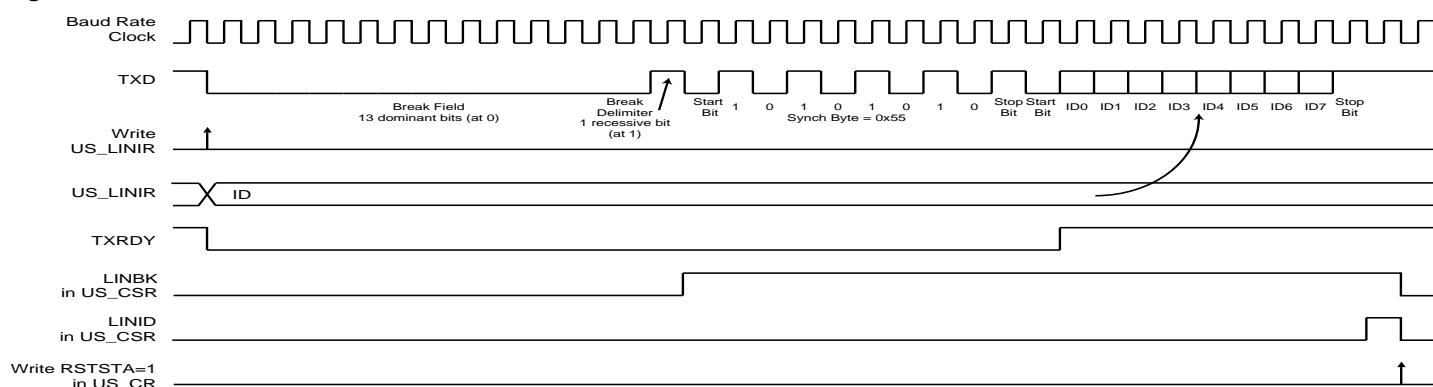 Baud Rate
Clock
TXD
Break Field
13 dominant bits (at 0)
Break
Delimiter
1 recessive bit
(at 1)
Start
Bit
1
0
1
0
1
0
1
0
Synch Byte = 0x55
Stop
Bit
Start
Bit
ID0
ID1
ID2
ID3
ID4
ID5
ID6
ID7
Stop
Bit
Write
US_LINIR
US_LINIR
ID
TXRDY
LINBK
in US_CSR
LINID
in US_CSR
Write RSTSTA=1
in US_CR